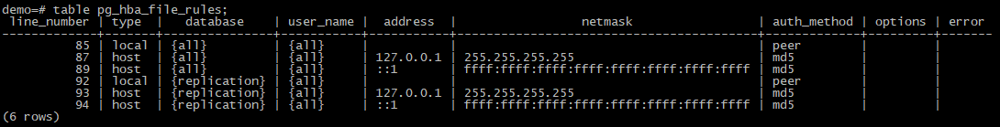 demo=# table pg_hba_file_rules;
 line_number | type  |   database    | user_name |  address  |                 netmask                 | auth_method | options | error
-------------+-------+---------------+-----------+-----------+-----------------------------------------+-------------+---------+-------
          85 | local | {all}         | {all}     |           |                                         | peer        |         |
          87 | host  | {all}         | {all}     | 127.0.0.1 | 255.255.255.255                         | md5         |         |
          89 | host  | {all}         | {all}     | ::1       | ffff:ffff:ffff:ffff:ffff:ffff:ffff:ffff | md5         |         |
          92 | local | {replication} | {all}     |           |                                         | peer        |         |
          93 | host  | {replication} | {all}     | 127.0.0.1 | 255.255.255.255                         | md5         |         |
          94 | host  | {replication} | {all}     | ::1       | ffff:ffff:ffff:ffff:ffff:ffff:ffff:ffff | md5         |         |
(6 rows)